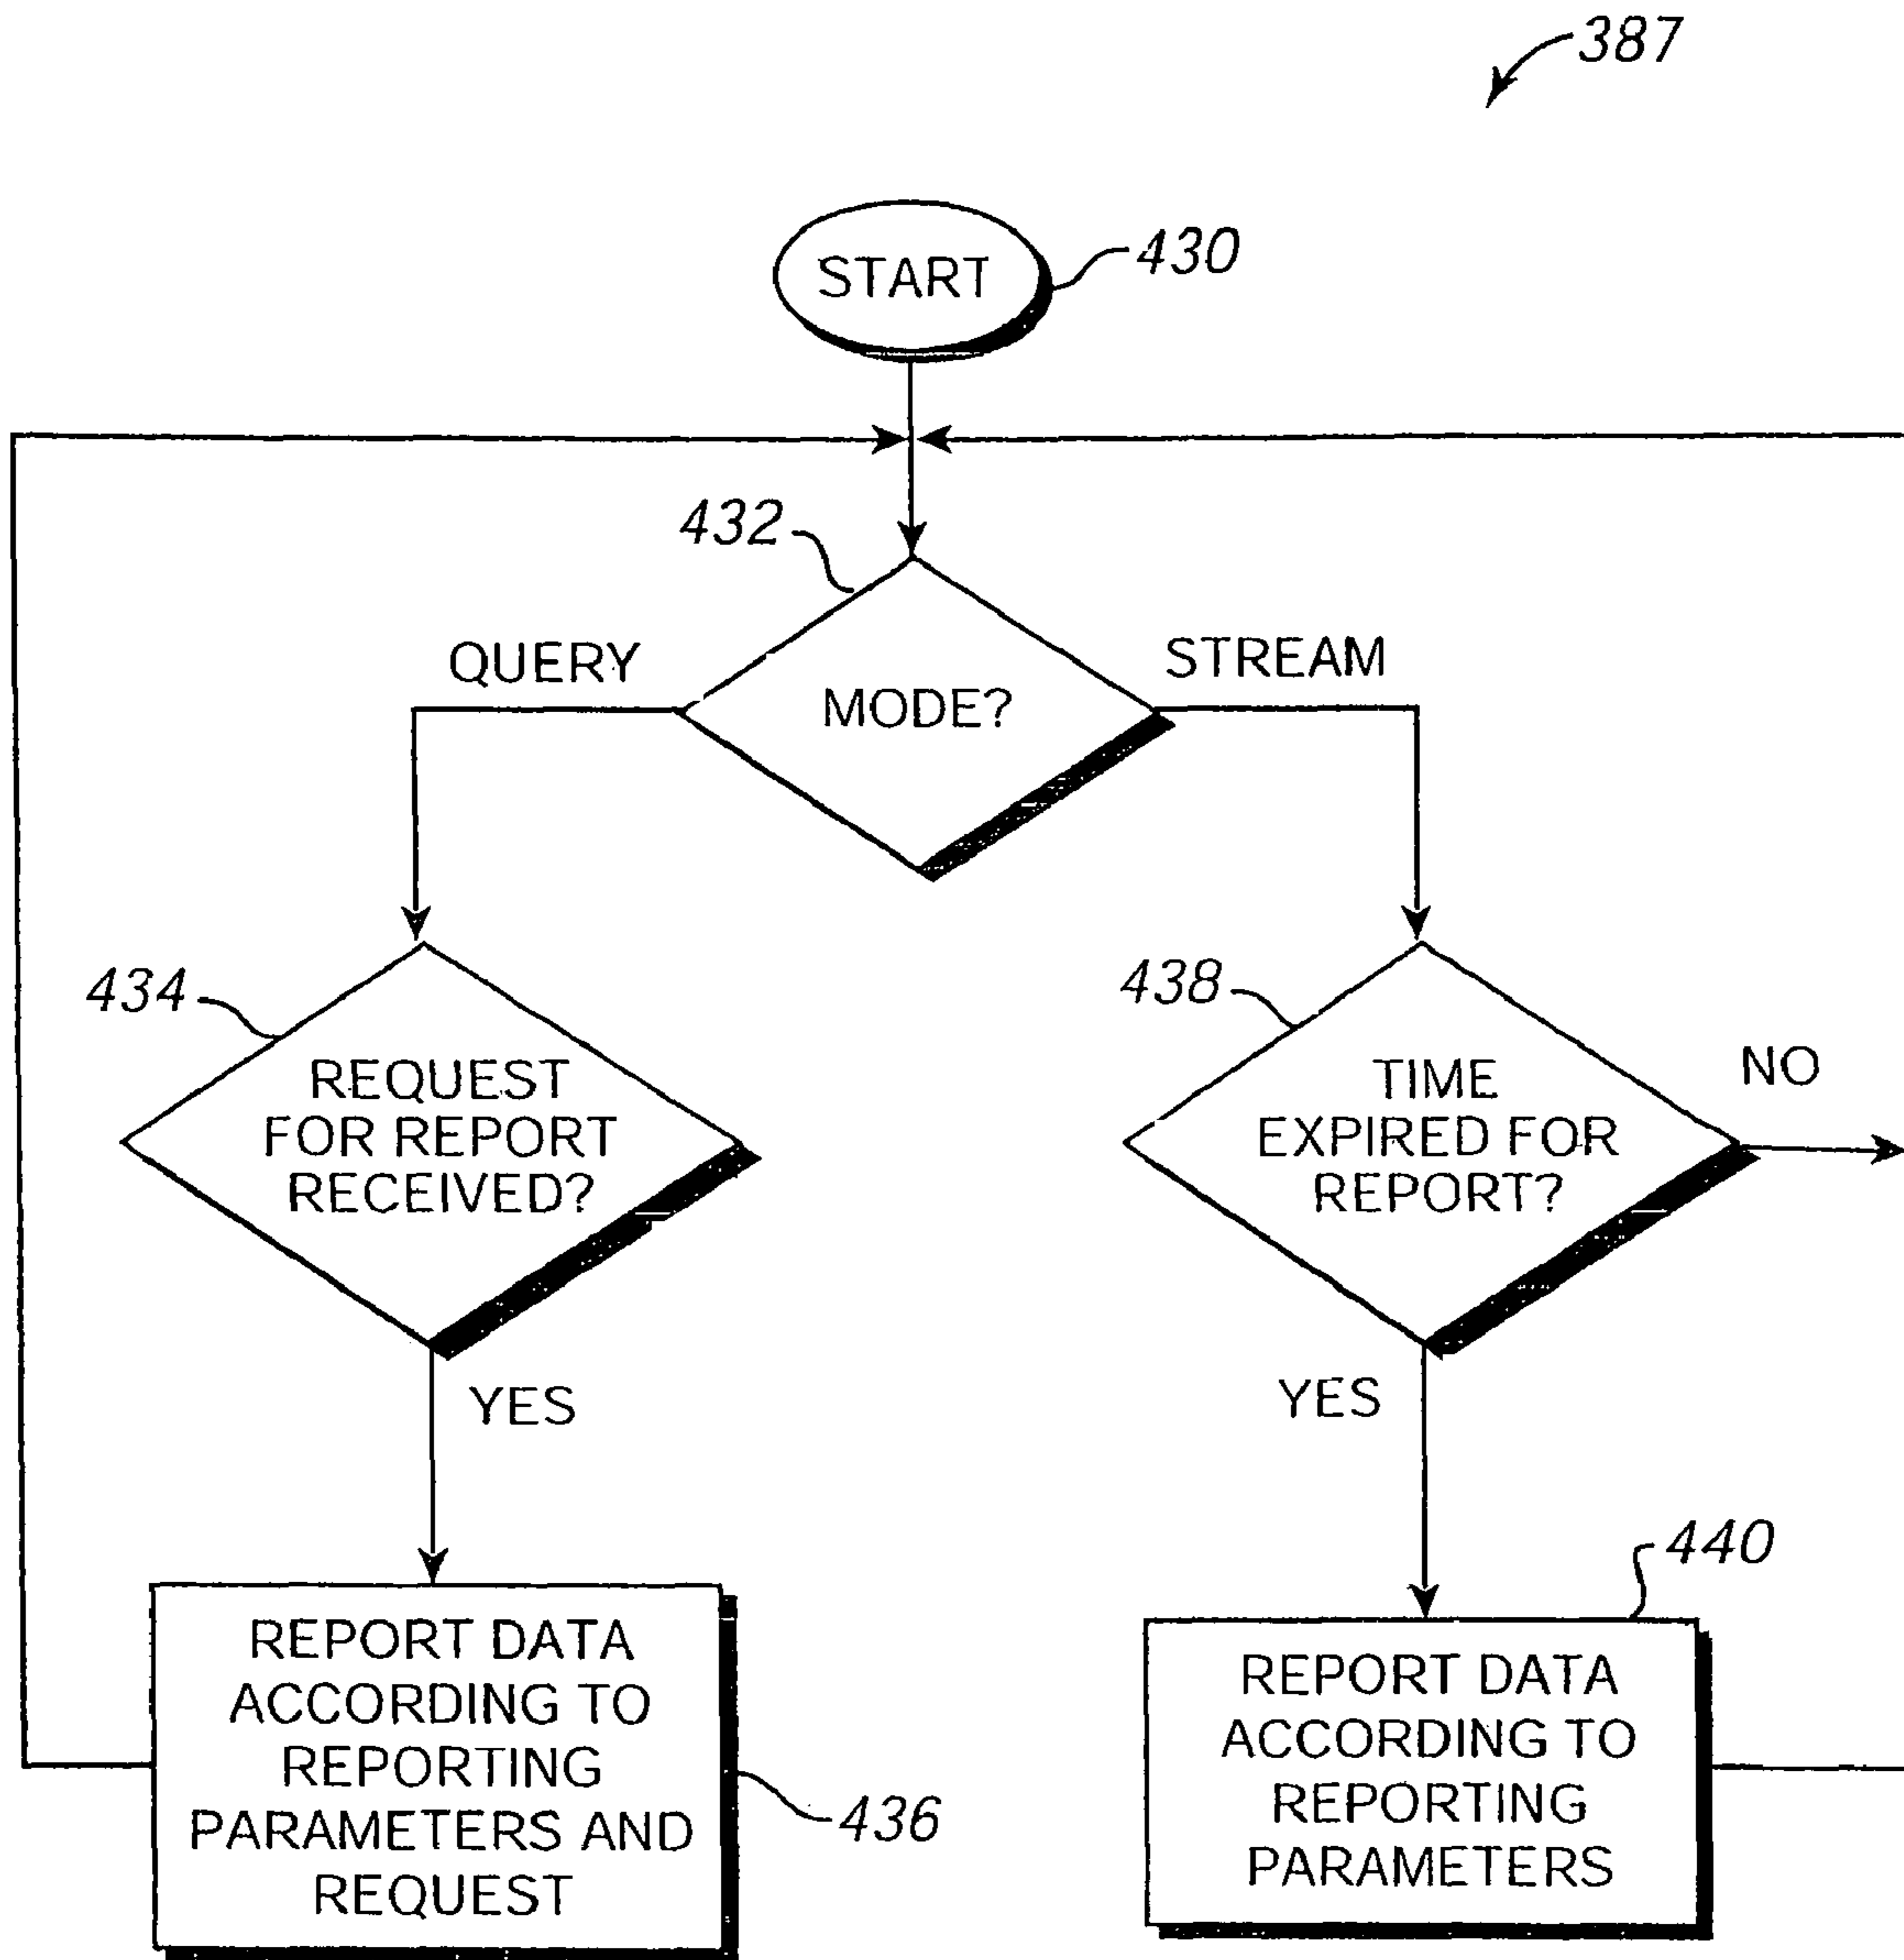 387
START
430
432
QUERY
STREAM
MODE?
434
438
REQUEST
FOR REPORT
RECEIVED?
TIME
EXPIRED FOR
REPORT?
NO
YES
YES
440
REPORT DATA
ACCORDING TO
REPORTING
PARAMETERS AND
REQUEST
436
REPORT DATA
ACCORDING TO
REPORTING
PARAMETERS